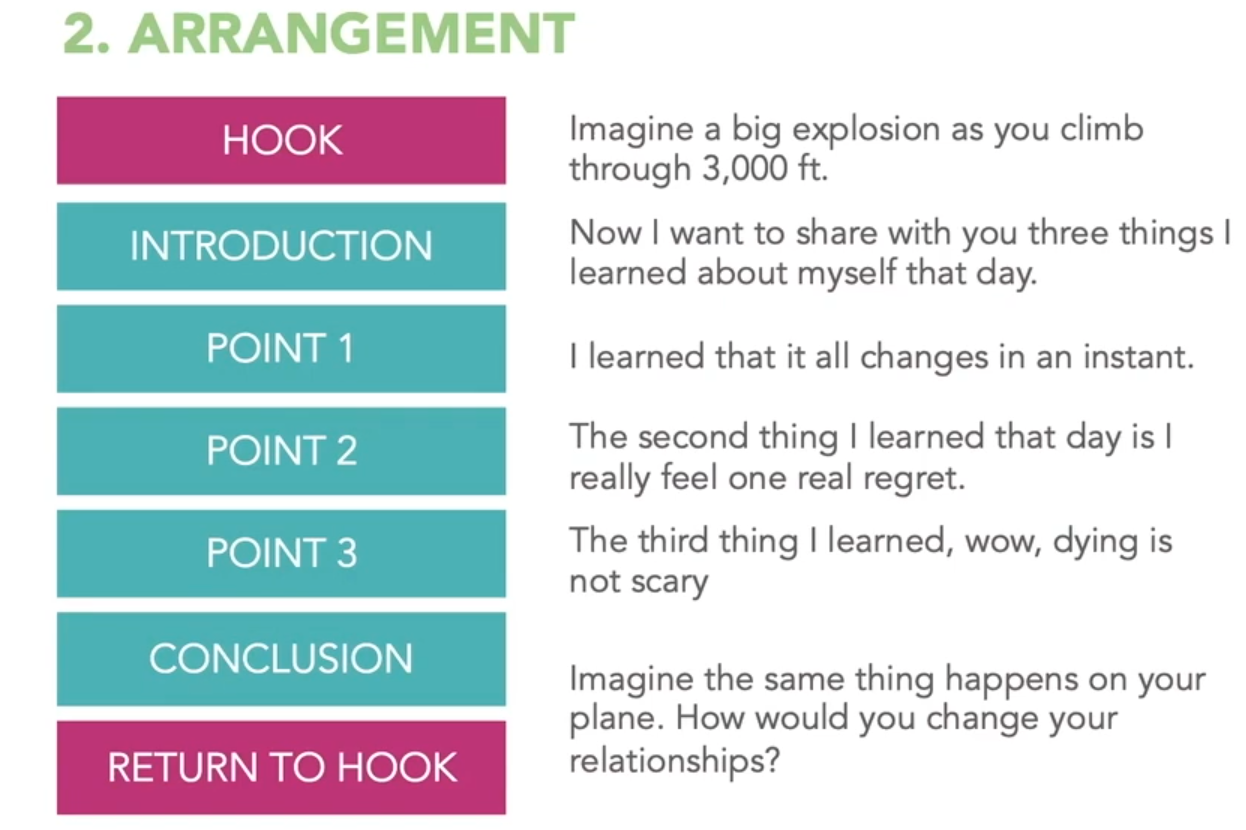 2. ARRANGEMENT
HOOK
Imagine a big explosion as you climb
through 3,000 ft.
INTRODUCTION
Now I want to share with you three things I
learned about myself that day.
POINT 1
I learned that it all changes in an instant.
POINT 2
The second thing I learned that day is I
really feel one real regret.
POINT 3
The third thing I learned, wow, dying is
not scary
CONCLUSION
RETURN TO HOOK
Imagine the same thing happens on your
plane. How would you change your
relationships?